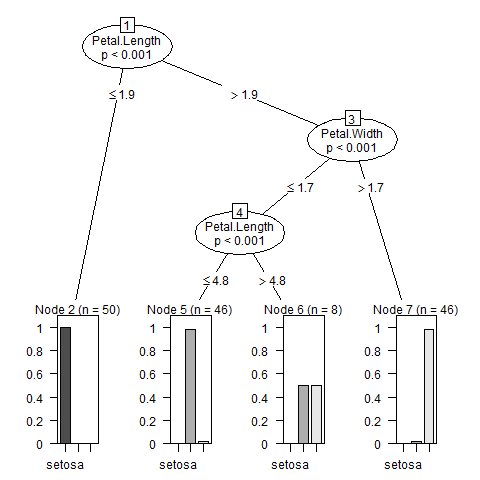 1
Petal.Length
p < 0.001
≤ 1.9
> 1.9
3
Petal.Width
p < 0.001
≤ 1.7
> 1.7
4
Petal.Length
p < 0.001
≤ 4.8
> 4.8
Node 2 (n = 50)
1
0.8
0.6
0.4
0.2
0
setosa
Node 5 (n = 46)
1
0.8
0.6
0.4
0.2
0
setosa
Node 6 (n = 8)
1
0.8
0.6
0.4
0.2
0
setosa
Node 7 (n = 46)
1
0.8
0.6
0.4
0.2
0
setosa